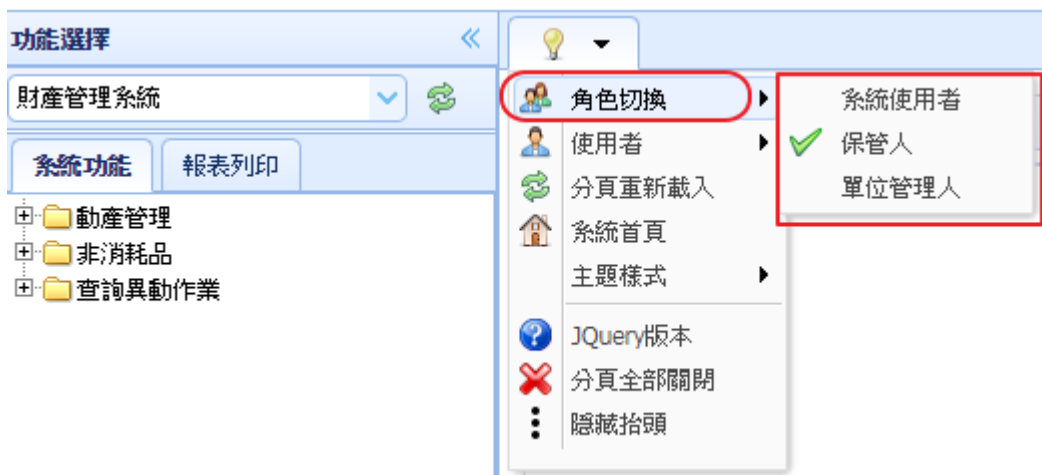 功能選擇
財產管理系統
系統功能
報表列印
動產管理
非消耗品
查詢異動作業
角色切換
使用者
分頁重新載入
系統首頁
主題樣式
JQuery版本
分頁全部關閉
隱藏抬頭
系統使用者
保管人
單位管理人